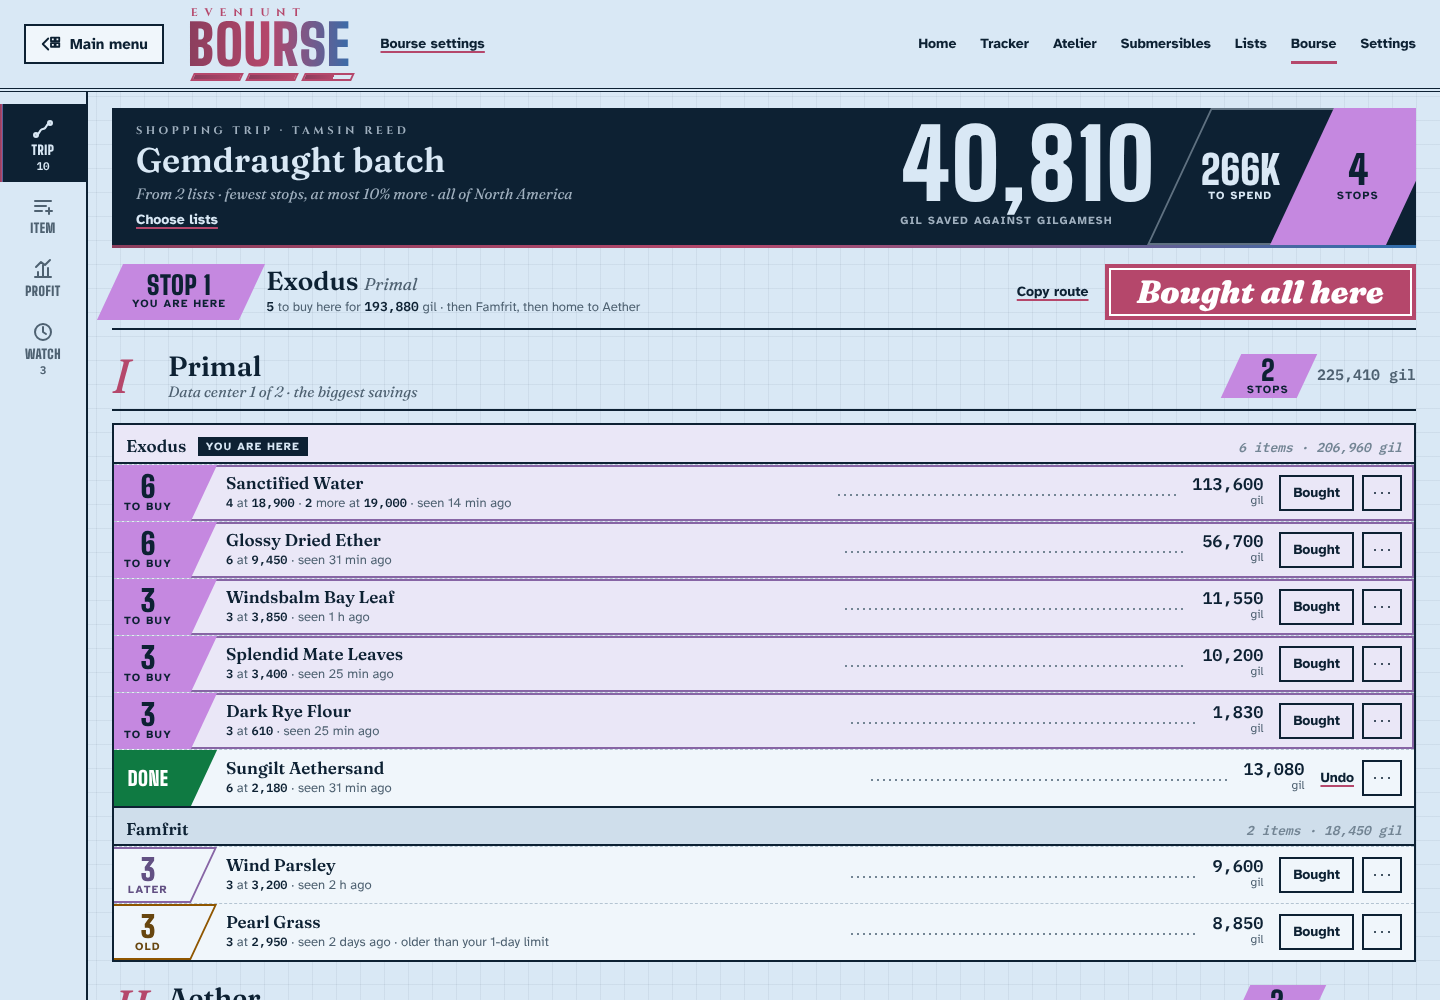 Main menu
EVENIUNT
BOURSE
Bourse settings
Home
Tracker
Atelier
Submersibles
Lists
Bourse
Settings
TRIP
10
ITEM
PROFIT
WATCH
3
SHOPPING TRIP · TAMSIN REED
Gemdraught batch
From 2 lists · fewest stops, at most 10% more · all of North America
Choose lists
40,810
GIL SAVED AGAINST GILGAMESH
266K
TO SPEND
4
STOPS
STOP 1
YOU ARE HERE
Exodus Primal
5 to buy here for 193,880 gil · then Famfrit, then home to Aether
Copy route
Bought all here
I
Primal
Data center 1 of 2 · the biggest savings
2
STOPS
225,410 gil
Exodus YOU ARE HERE
6 items · 206,960 gil
6
TO BUY
Sanctified Water
4 at 18,900 · 2 more at 19,000 · seen 14 min ago
113,600
gil
Bought
...
6
TO BUY
Glossy Dried Ether
6 at 9,450 · seen 31 min ago
56,700
gil
Bought
...
3
TO BUY
Windsbalm Bay Leaf
3 at 3,850 · seen 1 h ago
11,550
gil
Bought
...
3
TO BUY
Splendid Mate Leaves
3 at 3,400 · seen 25 min ago
10,200
gil
Bought
...
3
TO BUY
Dark Rye Flour
3 at 610 · seen 25 min ago
1,830
gil
Bought
...
DONE
Sungilt Aethersand
6 at 2,180 · seen 31 min ago
13,080
gil
Undo
...
Famfrit
2 items · 18,450 gil
3
LATER
Wind Parsley
3 at 3,200 · seen 2 h ago
9,600
gil
Bought
...
3
OLD
Pearl Grass
3 at 2,950 · seen 2 days ago · older than your 1-day limit
8,850
gil
Bought
...
II
Aether
2